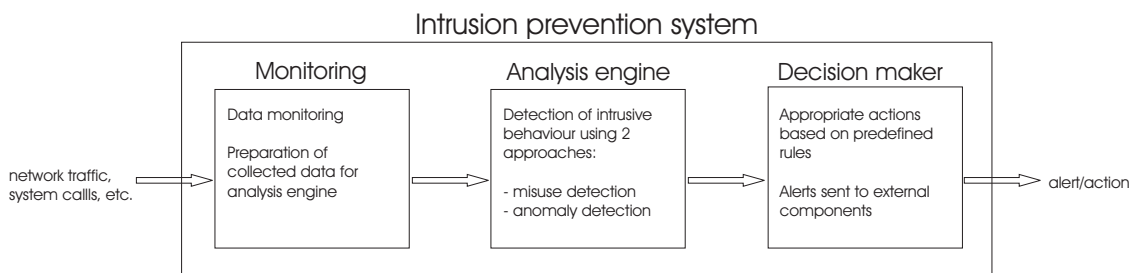 Intrusion prevention system
Monitoring
Data monitoring
Preparation of
collected data for
analysis engine
Analysis engine
Detection of intrusive
behaviour using 2
approaches:
- misuse detection
- anomaly detection
Decision maker
Appropriate actions
based on predefined
rules
Alerts sent to external
components
network traffic,
system callls, etc.
alert/action